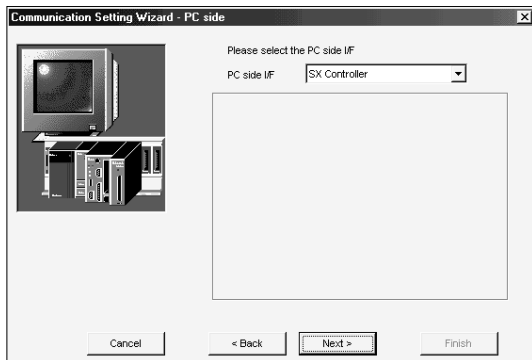 Communication Setting Wizard - PC side
Please select the PC side I/F
PC side I/F SX Controller
Cancel < Back Next > Finish